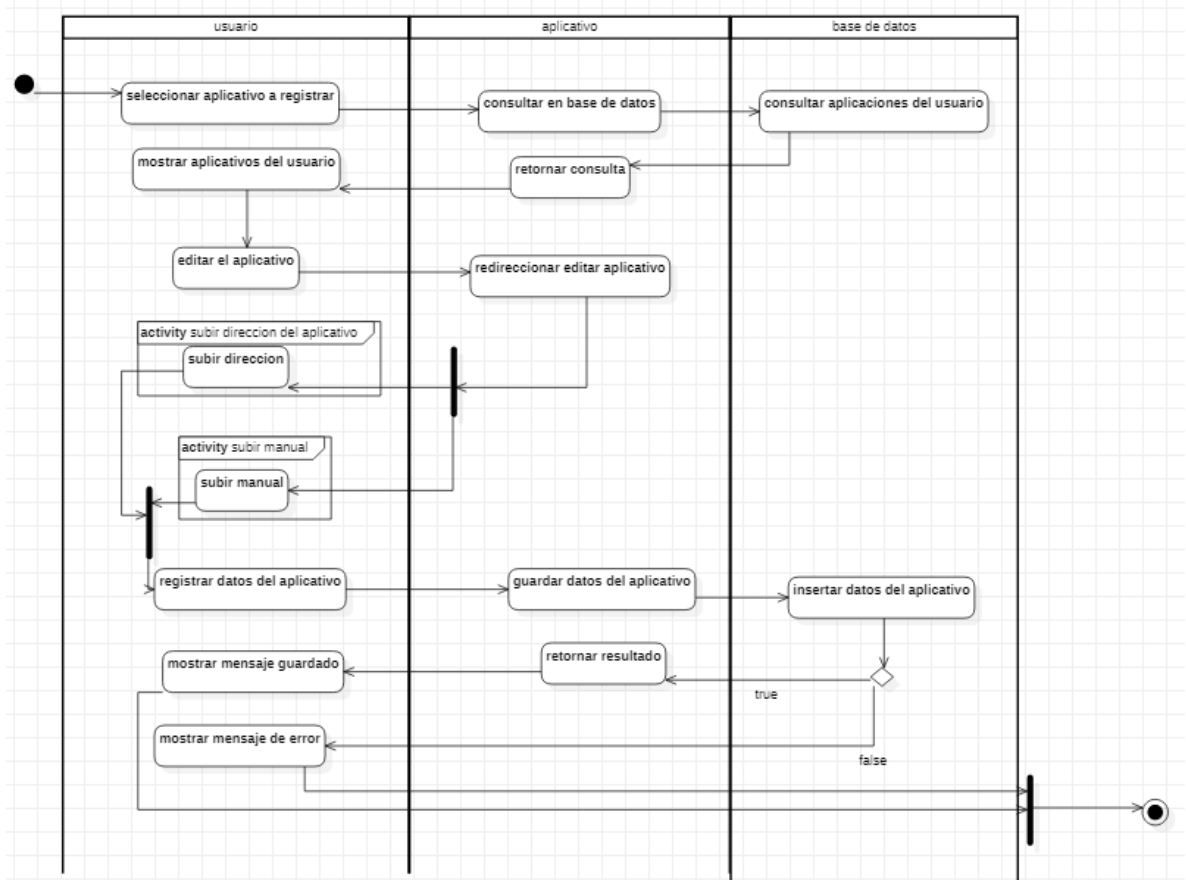 usuario
aplicativo
base de datos
seleccionar aplicativo a registrar
consultar en base de datos
consultar aplicaciones del usuario
mostrar aplicativos del usuario
retornar consulta
editar el aplicativo
redireccionar editar aplicativo
activity subir direccion del aplicativo
subir direccion
activity subir manual
subir manual
registrar datos del aplicativo
guardar datos del aplicativo
insertar datos del aplicativo
mostrar mensaje guardado
retornar resultado
true
mostrar mensaje de error
false